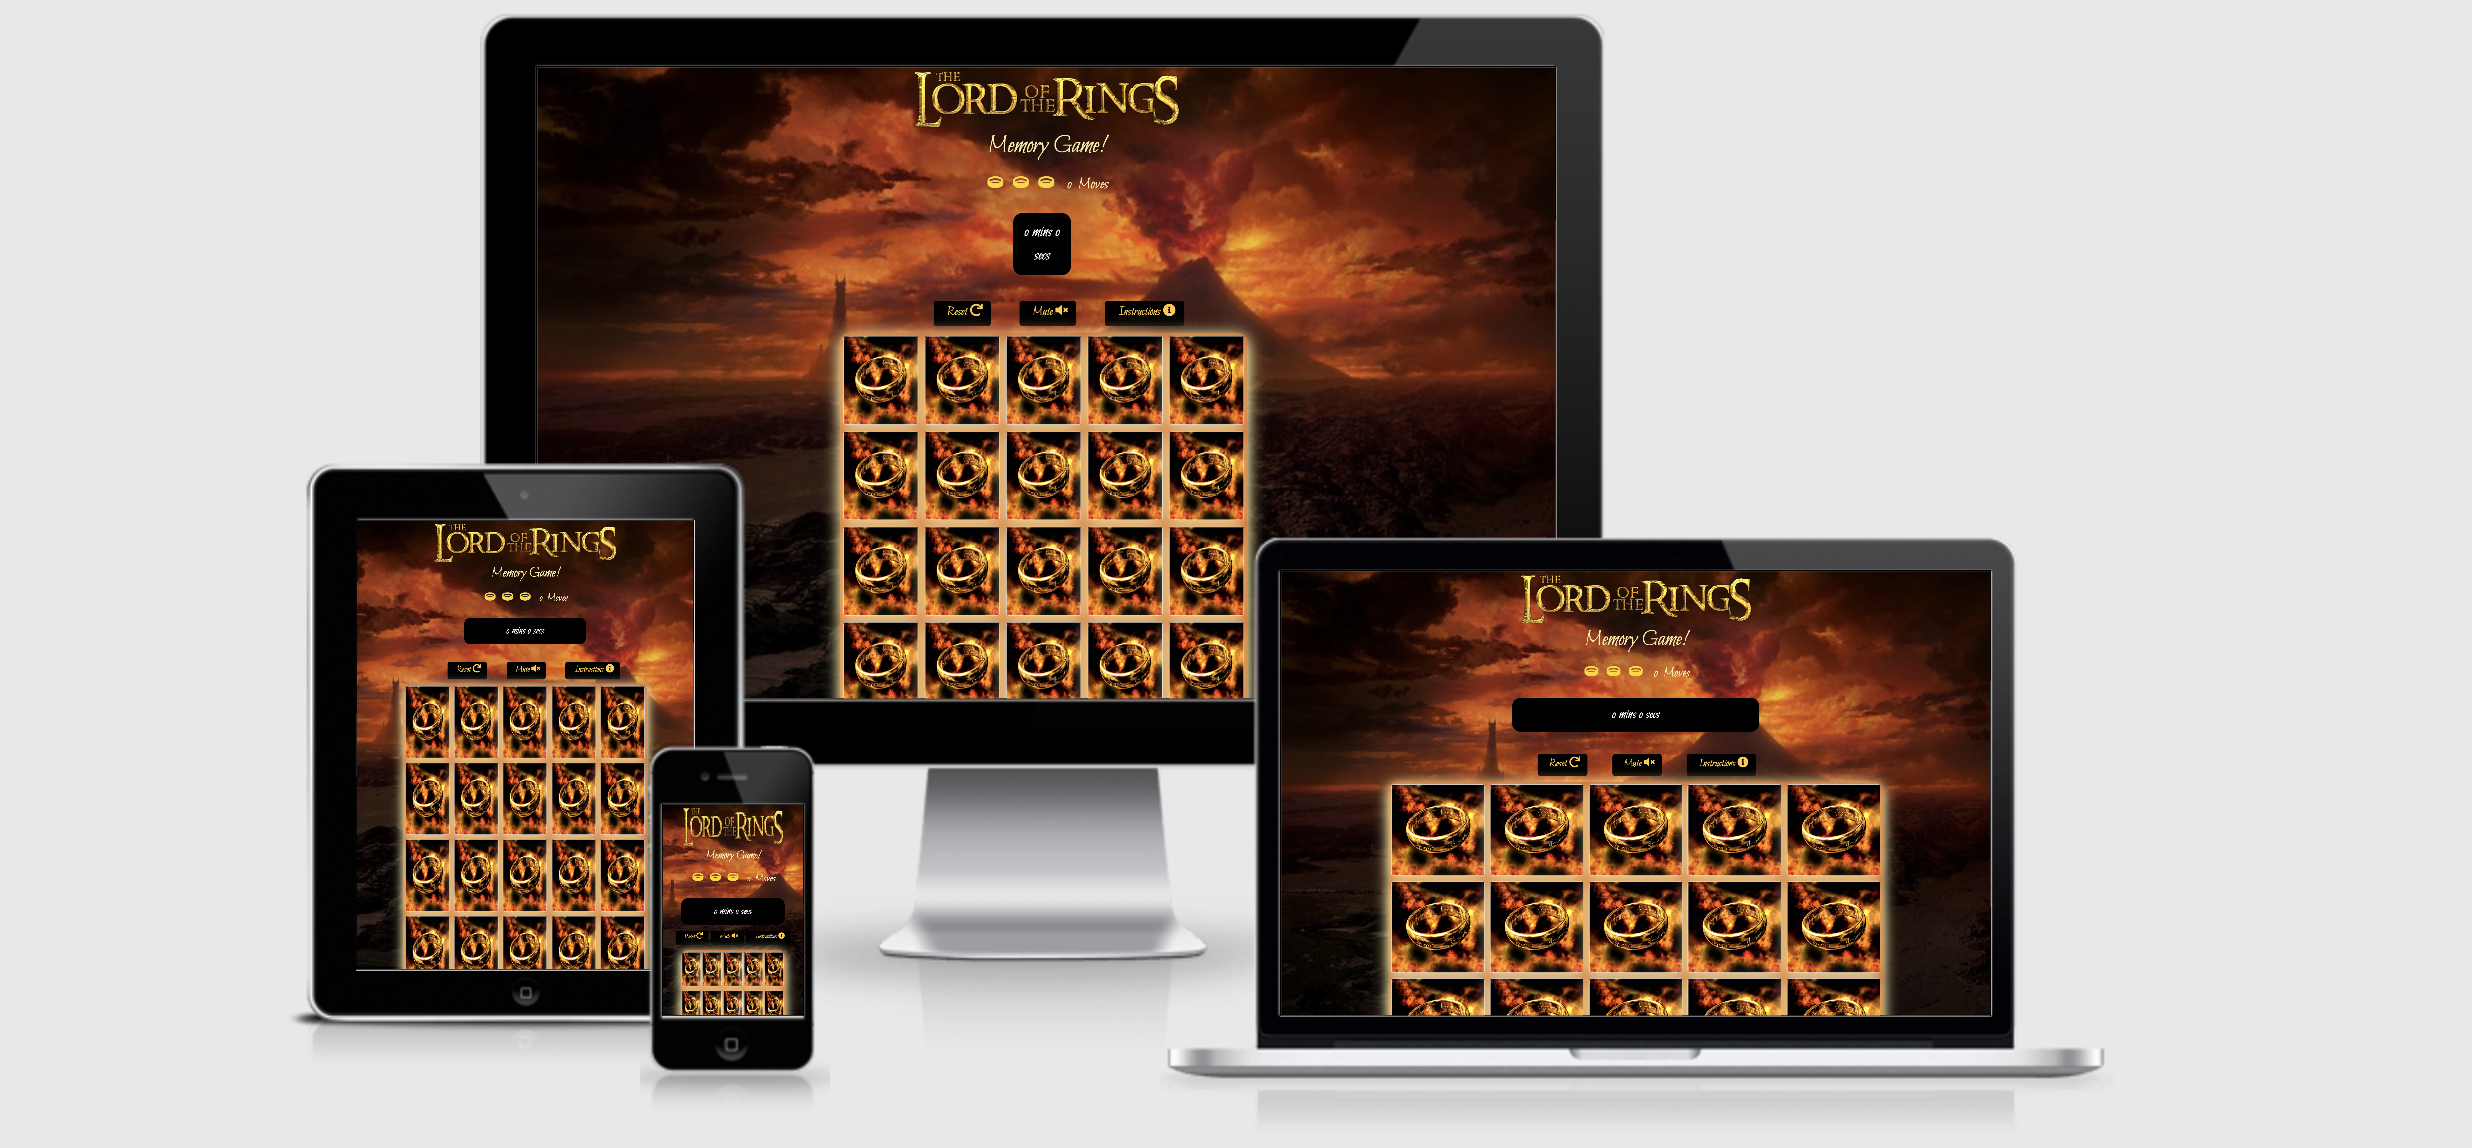 THE
LORD OF THE RINGS
Memory Game!
0 Moves
0 mins 0
secs
Reset Mute Instructions
THE
LORD OF THE RINGS
Memory Game!
0 Moves
0 mins 0 secs
Reset Mute Instructions
THE
LORD OF THE RINGS
Memory Game!
0 Moves
0 mins 0 secs
Reset Mute Instructions
THE
LORD OF THE RINGS
Memory Game!
0 Moves
0 mins 0 secs
Reset Mute Instructions